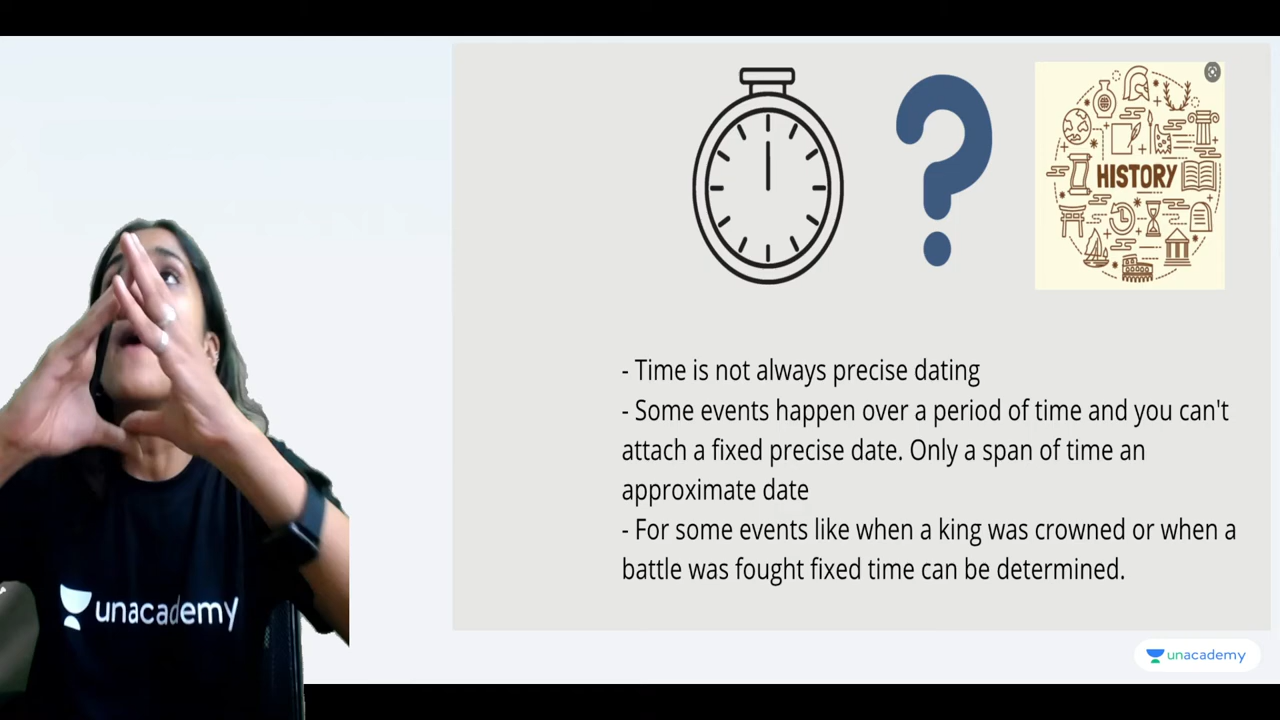 HISTORY
- Time is not always precise dating
- Some events happen over a period of time and you can't
attach a fixed precise date. Only a span of time an
approximate date
- For some events like when a king was crowned or when a
battle was fought fixed time can be determined.
unacademy
unacademy